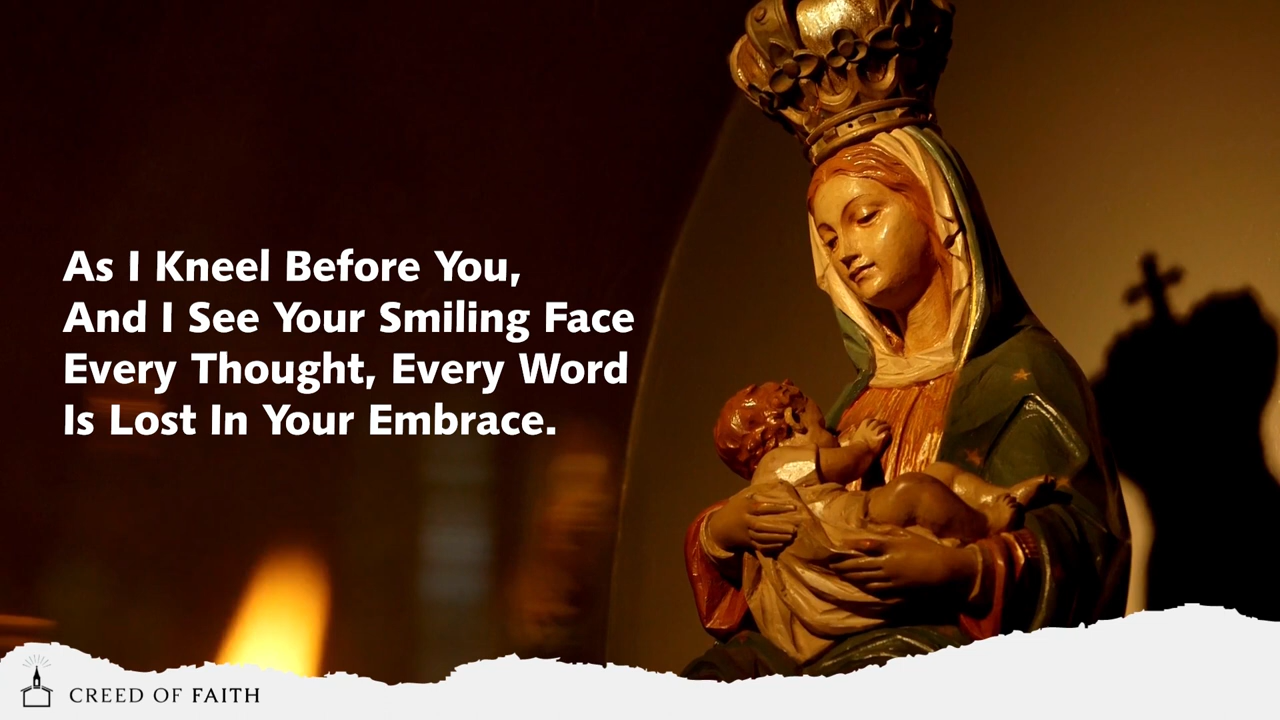 As I Kneel Before You,
And I See Your Smiling Face
Every Thought, Every Word
Is Lost In Your Embrace.
CREED OF FAITH